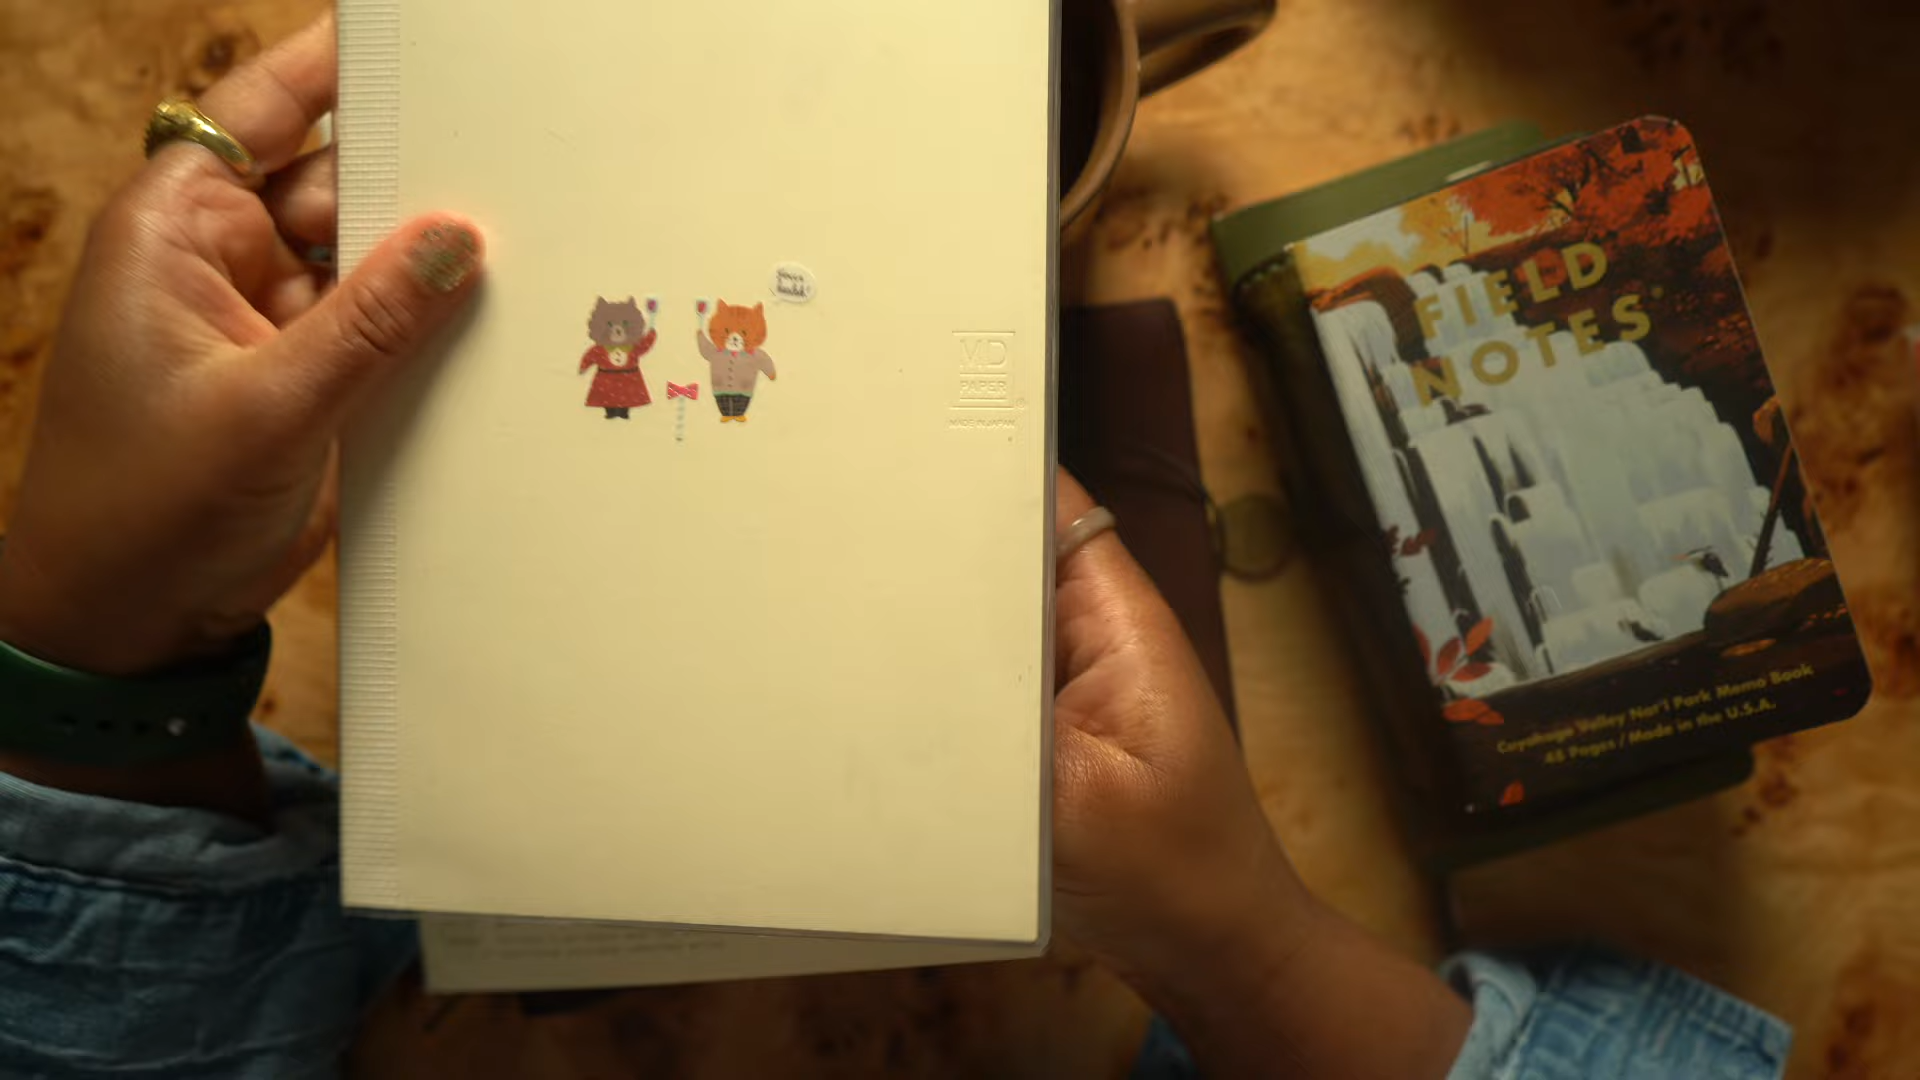 MD
PAPER
MADE IN JAPAN
FIELD
NOTES
Cuyahoga Valley Nat'l Park Memo Book
48 Pages / Made in the U.S.A.